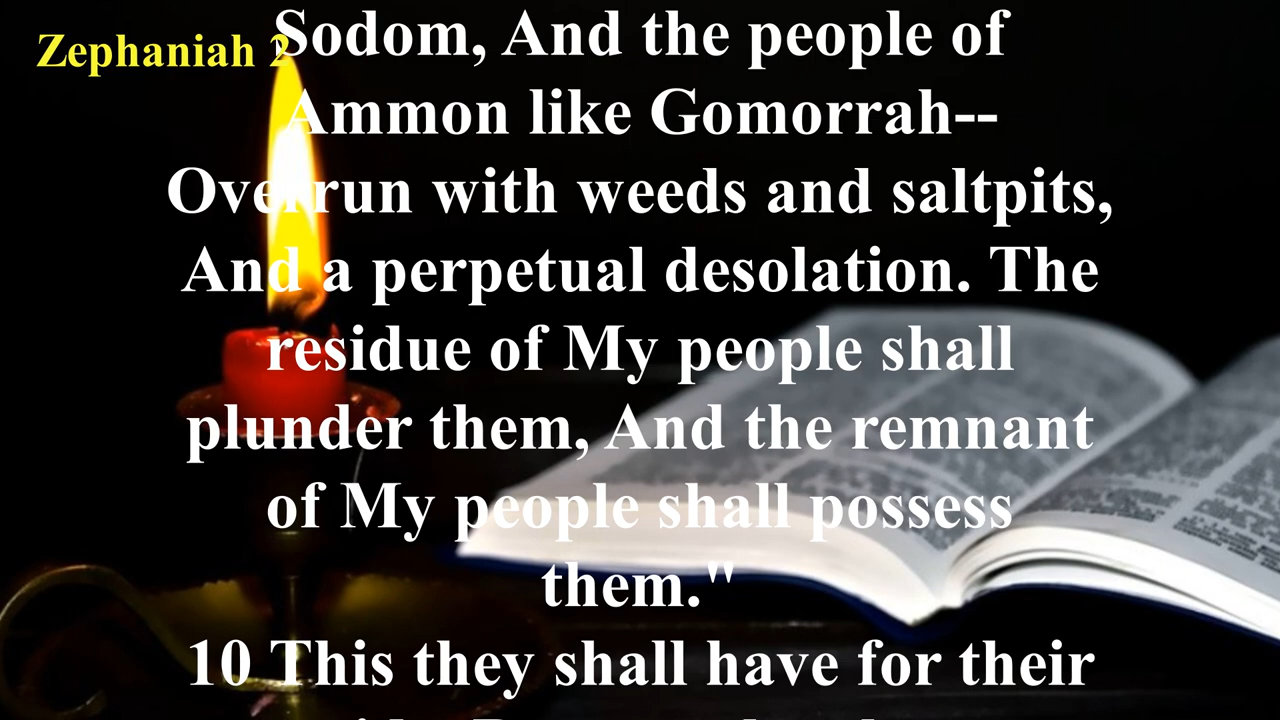 Zephaniah 2
Sodom, And the people of
Ammon like Gomorrah--
Overrun with weeds and saltpits,
And a perpetual desolation. The
residue of My people shall
plunder them, And the remnant
of My people shall possess
them."
10 This they shall have for their